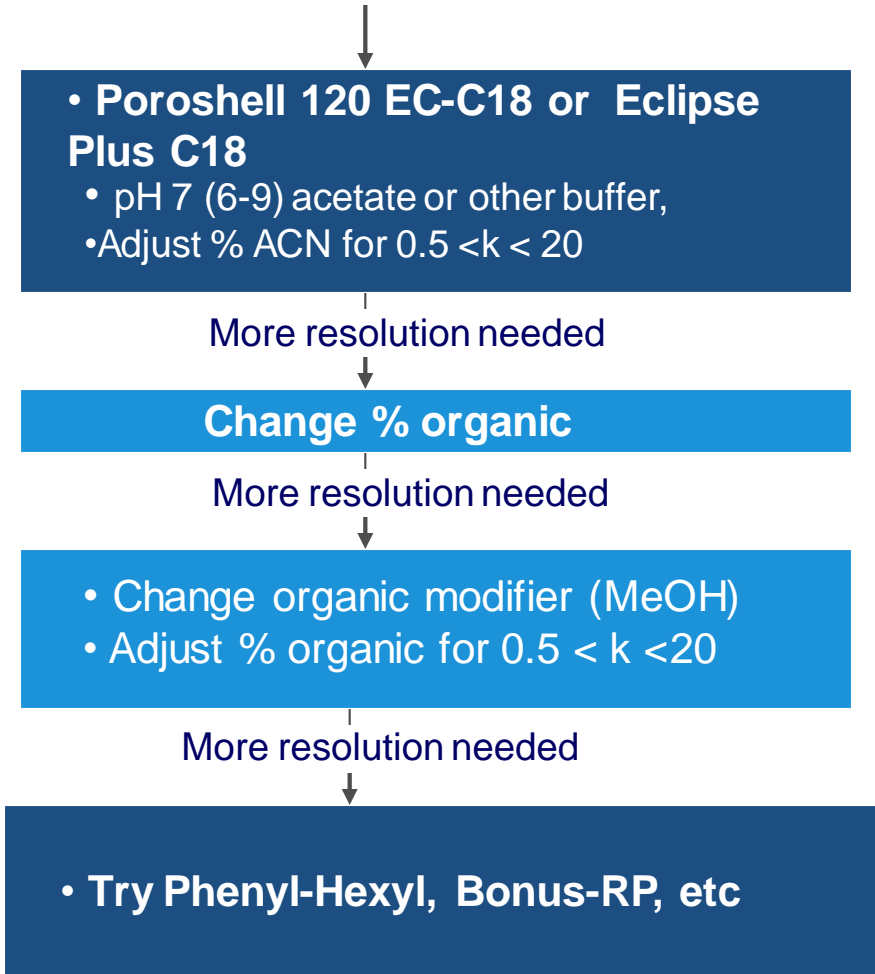 • Poroshell 120 EC-C18 or Eclipse
Plus C18
• pH 7 (6-9) acetate or other buffer,
•Adjust % ACN for 0.5 <k < 20
More resolution needed
Change % organic
More resolution needed
• Change organic modifier (MeOH)
• Adjust % organic for 0.5 < k <20
More resolution needed
• Try Phenyl-Hexyl, Bonus-RP, etc